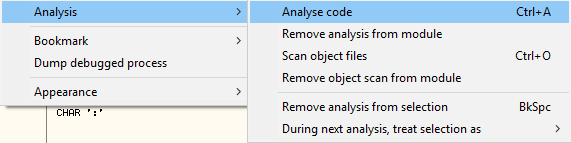 Analysis
Bookmark
Dump debugged process
Appearance
CHAR ':'
Analyse code Ctrl+A
Remove analysis from module
Scan object files Ctrl+O
Remove object scan from module
Remove analysis from selection BkSpc
During next analysis, treat selection as